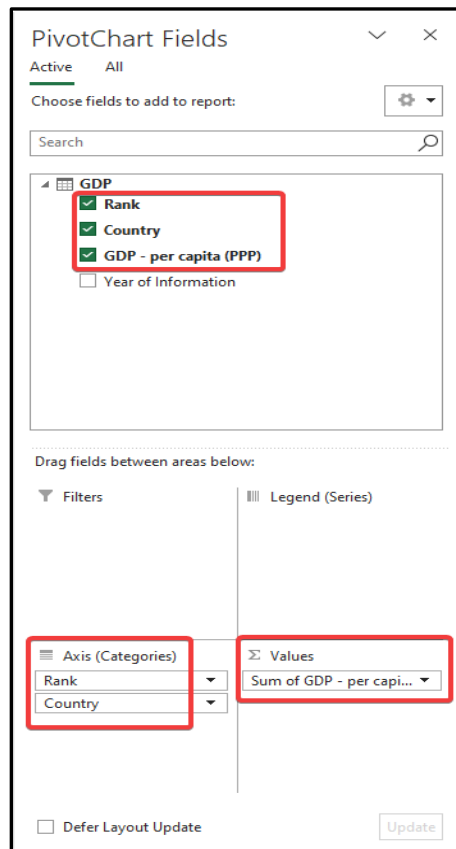 PivotChart Fields
Active All
Choose fields to add to report:
Search
GDP
Rank
Country
GDP - per capita (PPP)
Year of Information
Drag fields between areas below:
Filters
Legend (Series)
Axis (Categories)
Rank
Country
Σ Values
Sum of GDP - per capi...
Defer Layout Update
Update